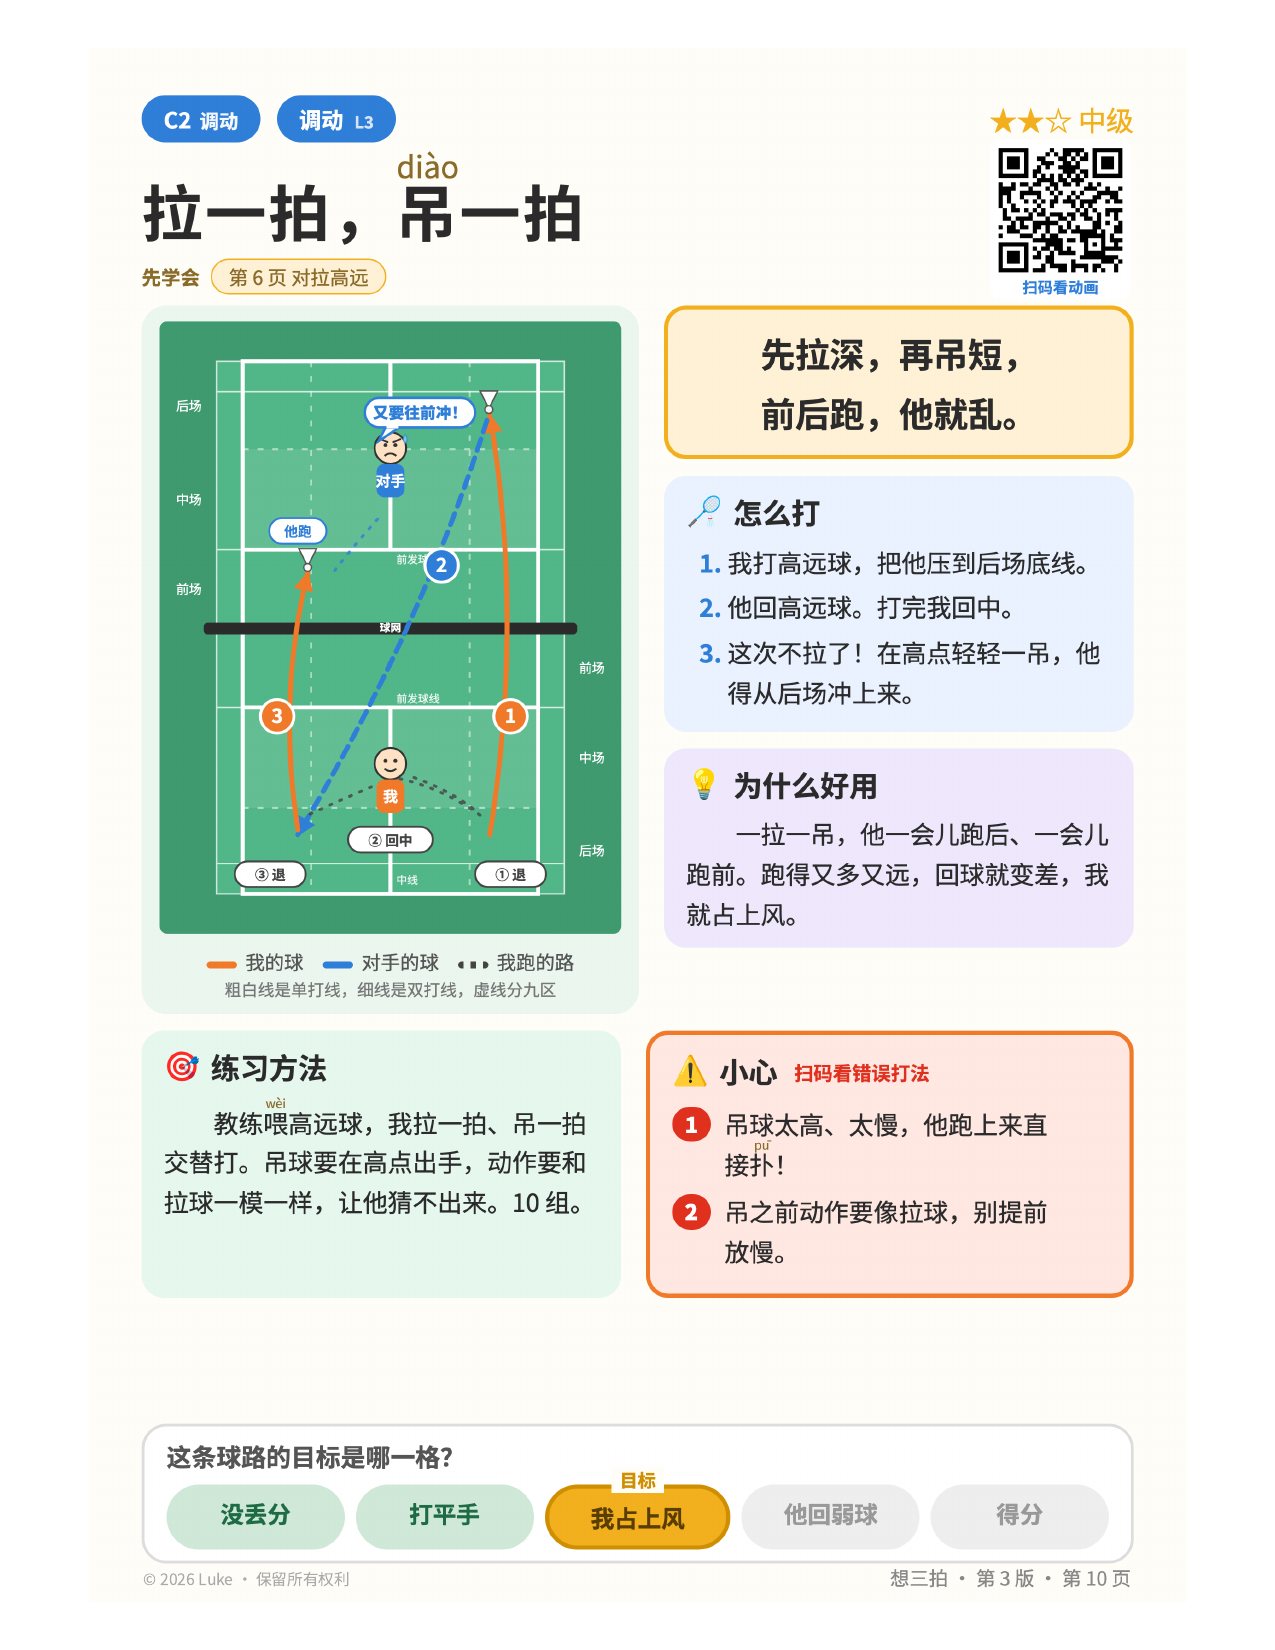 C2 调动
调动 L3
★★☆ 中级
diào
拉一拍，吊一拍
先学会 第 6 页 对拉高远
扫码看动画
后场
又要往前冲！
对手
中场
他跑
前发球
2
前场
球网
前场
前发球线
3
1
中场
我
② 回中
后场
③ 退
① 退
中线
我的球 对手的球 我跑的路
粗白线是单打线，细线是双打线，虚线分九区
先拉深，再吊短，
前后跑，他就乱。
怎么打
1. 我打高远球，把他压到后场底线。
2. 他回高远球。打完我回中。
3. 这次不拉了！在高点轻轻一吊，他
得从后场冲上来。
为什么好用
一拉一吊，他一会儿跑后、一会儿
跑前。跑得又多又远，回球就变差，我
就占上风。
练习方法
wèi
教练喂高远球，我拉一拍、吊一拍
交替打。吊球要在高点出手，动作要和
拉球一模一样，让他猜不出来。10 组。
小心 扫码看错误打法
1 吊球太高、太慢，他跑上来直
pū
接扑！
2 吊之前动作要像拉球，别提前
放慢。
这条球路的目标是哪一格？
目标
没丢分 打平手 我占上风 他回弱球 得分
© 2026 Luke · 保留所有权利
想三拍 · 第 3 版 · 第 10 页